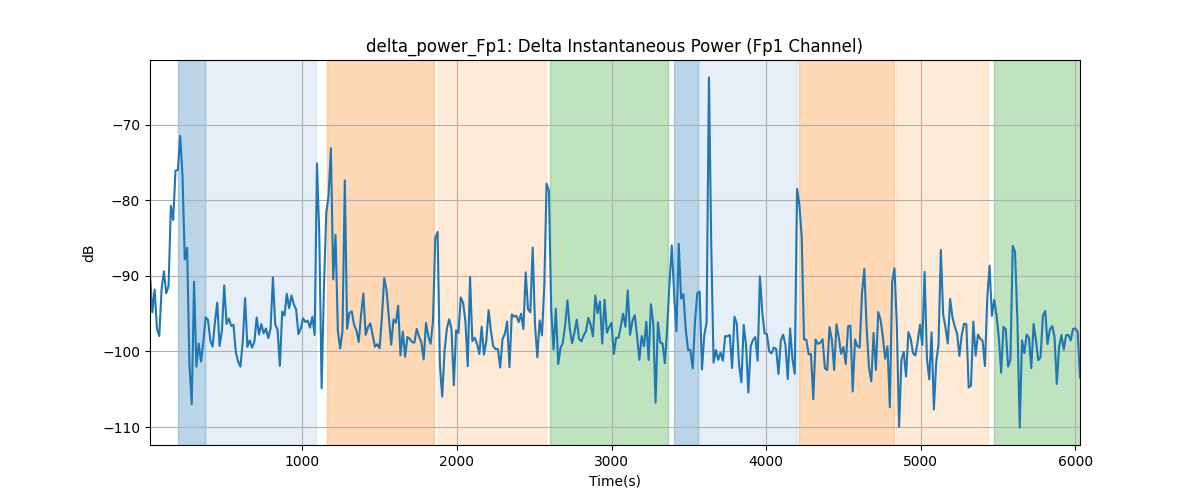 delta_power_Fp1: Delta Instantaneous Power (Fp1 Channel)
−70
−80
−90
−100
−110
dB
1000 2000 3000 4000 5000 6000
Time(s)